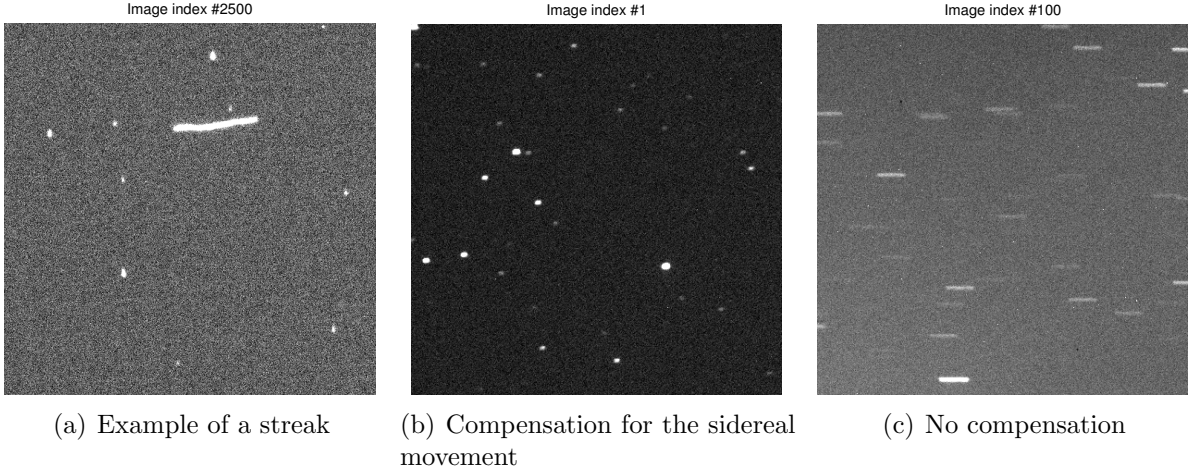 Image index #2500
Image index #1
Image index #100
(a) Example of a streak
(b) Compensation for the sidereal
movement
(c) No compensation